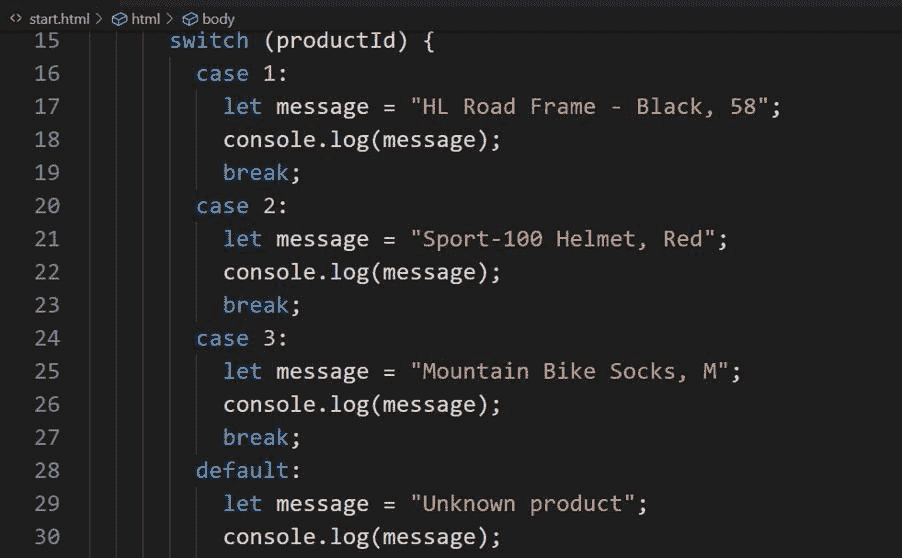 <> start.html > html > body
15 switch (productId) {
16 case 1:
17 let message = "HL Road Frame - Black, 58";
18 console.log(message);
19 break;
20 case 2:
21 let message = "Sport-100 Helmet, Red";
22 console.log(message);
23 break;
24 case 3:
25 let message = "Mountain Bike Socks, M";
26 console.log(message);
27 break;
28 default:
29 let message = "Unknown product";
30 console.log(message);